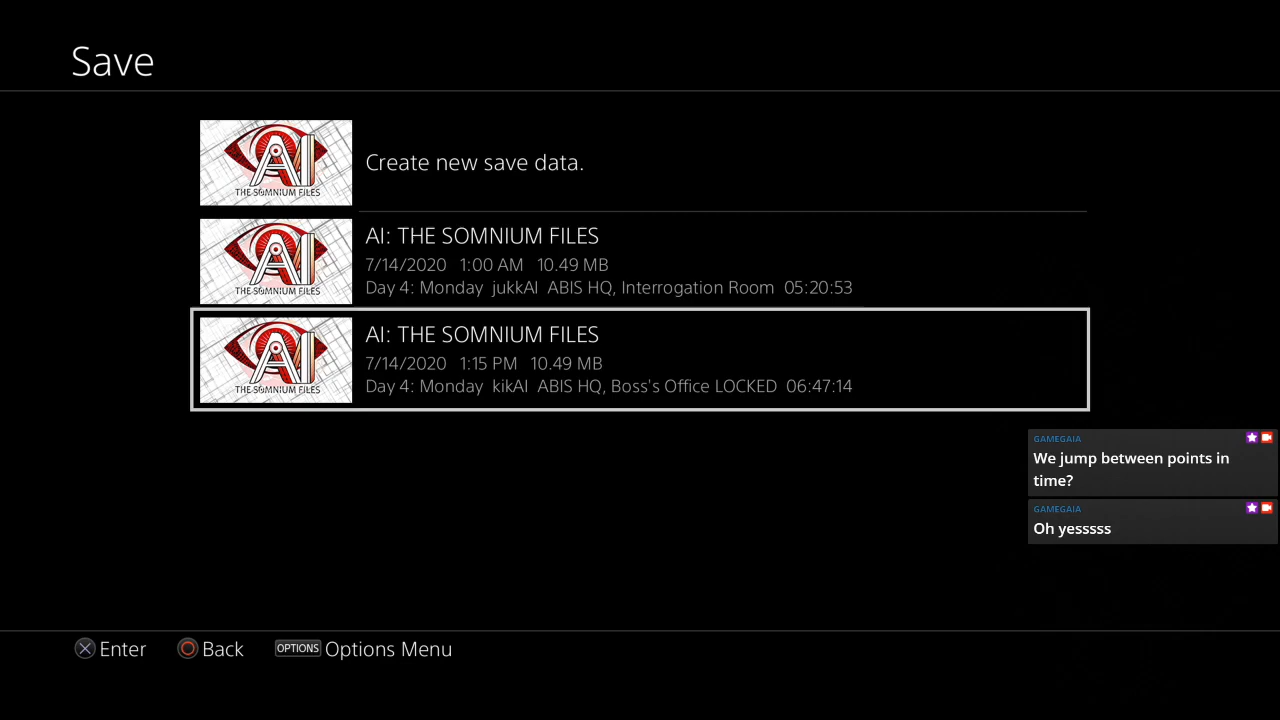 Save
AI
THE SOMNIUM FILES
Create new save data.
AI
THE SOMNIUM FILES
AI: THE SOMNIUM FILES
7/14/2020 1:00 AM 10.49 MB
Day 4: Monday jukkAI ABIS HQ, Interrogation Room 05:20:53
AI
THE SOMNIUM FILES
AI: THE SOMNIUM FILES
7/14/2020 1:15 PM 10.49 MB
Day 4: Monday kikAI ABIS HQ, Boss's Office LOCKED 06:47:14
GAMEGAIA
We jump between points in
time?
GAMEGAIA
Oh yesssss
Enter Back OPTIONS Options Menu